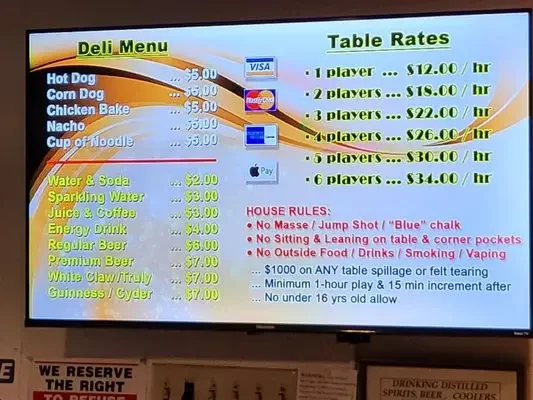 Deli Menu
Hot Dog ... $5.00
Corn Dog ... $5.00
Chicken Bake ... $5.00
Nacho ... $5.00
Cup of Noodle ... $5.00
Water & Soda ... $2.00
Sparkling Water ... $3.00
Juice & Coffee ... $3.00
Energy Drink ... $4.00
Regular Beer ... $6.00
Premium Beer ... $7.00
White Claw/Truly ... $7.00
Guinness / Cyder ... $7.00
VISA
MasterCard
Pay
Table Rates
• 1 player ... $12.00 / hr
• 2 players ... $18.00 / hr
• 3 players ... $22.00 / hr
• 4 players ... $26.00 / hr
• 5 players ... $30.00 / hr
• 6 players ... $34.00 / hr
HOUSE RULES:
• No Masse / Jump Shot / "Blue" chalk
• No Sitting & Leaning on table & corner pockets
• No Outside Food / Drinks / Smoking / Vaping
... $1000 on ANY table spillage or felt tearing
... Minimum 1-hour play & 15 min increment after
... No under 16 yrs old allow
Hisense
Roku TV
E
WE RESERVE
THE RIGHT
TO REFUSE
DRINKING DISTILLED
SPIRITS, BEER, COOLERS